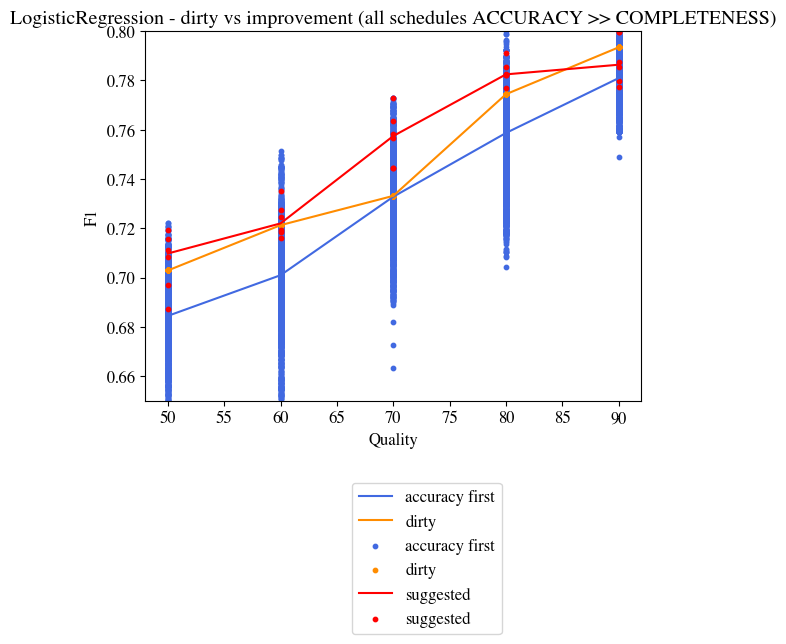 LogisticRegression - dirty vs improvement (all schedules ACCURACY >> COMPLETENESS)
0.80
0.78
0.76
0.74
0.72
0.70
0.68
0.66
F1
50 55 60 65 70 75 80 85 90
Quality
accuracy first
dirty
accuracy first
dirty
suggested
suggested